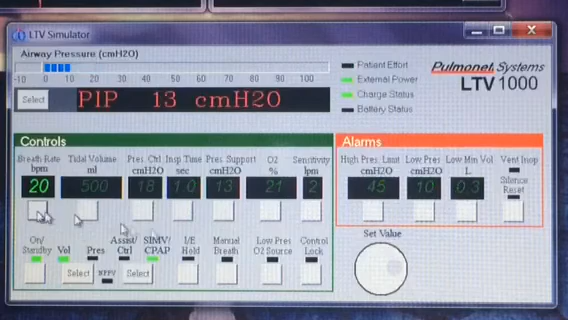 LTV Simulator
Airway Pressure (cmH2O)
-10 0 10 20 30 40 50 60 70 80 90 100
Select
PIP 13 cmH2O
Patient Effort
External Power
Charge Status
Battery Status
Pulmonetic Systems
LTV 1000
Controls
Breath Rate bpm
Tidal Volume ml
Pres. Ctrl cmH2O
Insp Time sec
Pres. Support cmH2O
O2 %
Sensitivity lpm
20 500 18 1.0 13 21 2
On/Standby
Vol
Pres
Assist/Ctrl
SIMV/CPAP
I/E Hold
Manual Breath
Low Pres O2 Source
Control Lock
Select
NPPV
Select
Alarms
High Pres. Limit cmH2O
Low Pres. cmH2O
Low Min Vol L
Vent Inop
45 10 0.3
Silence Reset
Set Value